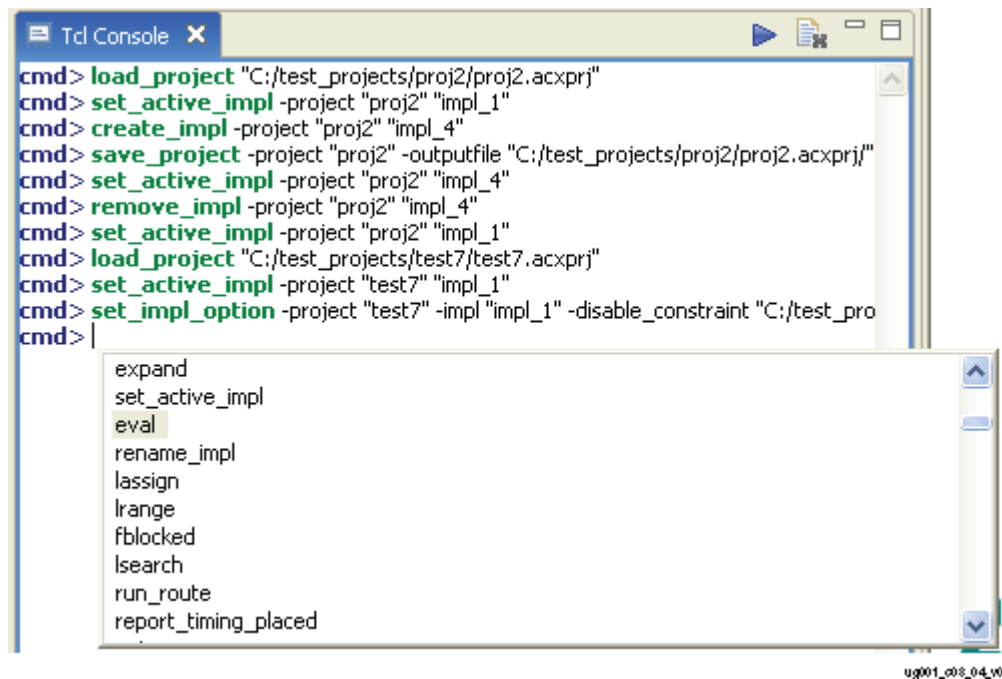 Tcl Console
cmd> load_project "C:/test_projects/proj2/proj2.acxprj"
cmd> set_active_impl -project "proj2" "impl_1"
cmd> create_impl -project "proj2" "impl_4"
cmd> save_project -project "proj2" -outputfile "C:/test_projects/proj2/proj2.acxprj/"
cmd> set_active_impl -project "proj2" "impl_4"
cmd> remove_impl -project "proj2" "impl_4"
cmd> set_active_impl -project "proj2" "impl_1"
cmd> load_project "C:/test_projects/test7/test7.acxprj"
cmd> set_active_impl -project "test7" "impl_1"
cmd> set_impl_option -project "test7" -impl "impl_1" -disable_constraint "C:/test_pro
cmd>
expand
set_active_impl
eval
rename_impl
lassign
lrange
fblocked
lsearch
run_route
report_timing_placed